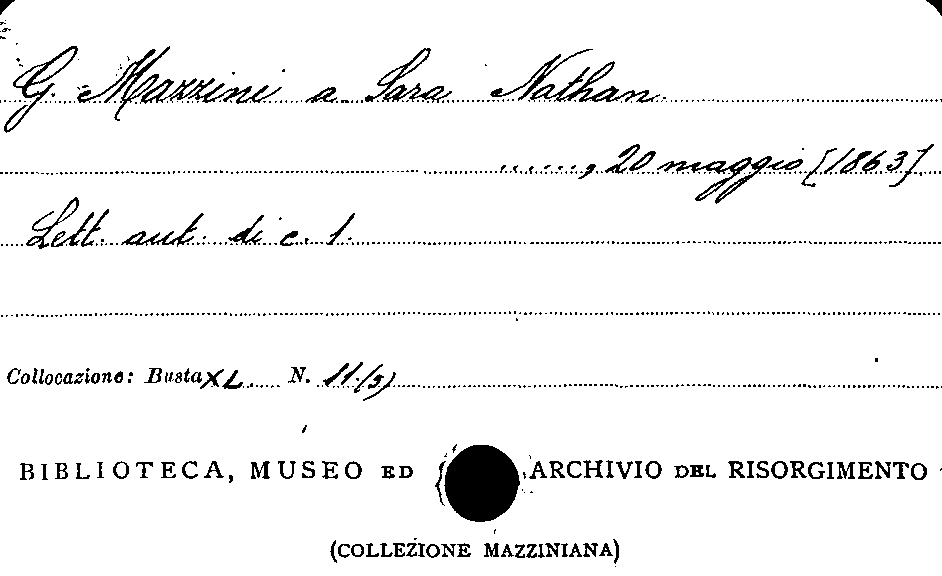 G. Mazzini a Sara Nathan
......, 20 maggio [1863]
Lett. aut. di c. 1.
Collocazione: Busta XL N. 11.(3)
BIBLIOTECA, MUSEO ED ARCHIVIO DEL RISORGIMENTO
(COLLEZIONE MAZZINIANA)